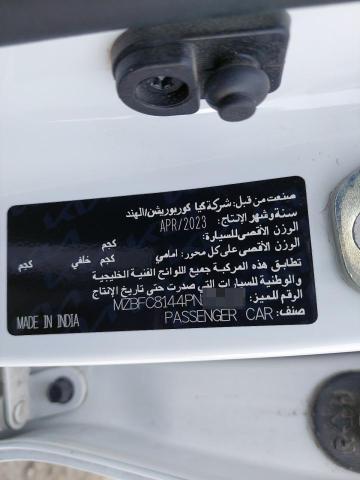 صنعت من قبل: شركة كيا كوربوريشن/الهند
سنة وشهر الإنتاج: APR/2023
الوزن الأقصى للسيارة: كجم
الوزن الأقصى على كل محور: امامي كجم خلفي كجم
تطابق هذه المركبة جميع اللوائح الفنية الخليجية
والوطنية للسيارات التي صدرت حتى تاريخ الإنتاج
الرقم المميز: MZBFC8144PN
صنف: PASSENGER CAR
MADE IN INDIA